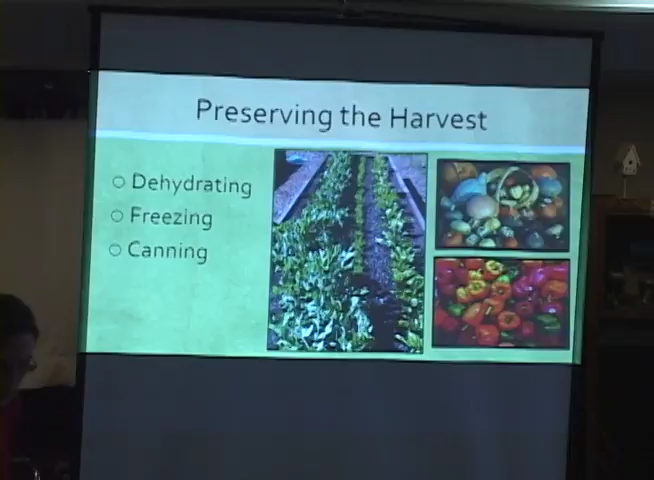 Preserving the Harvest
Dehydrating
Freezing
Canning